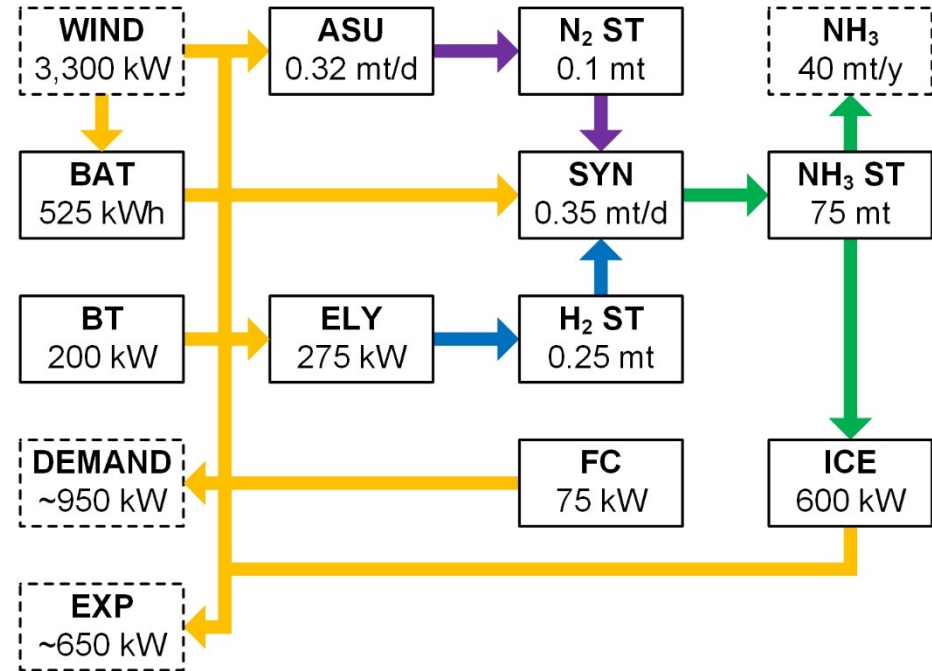 WIND
3,300 kW
ASU
0.32 mt/d
N₂ ST
0.1 mt
NH₃
40 mt/y
BAT
525 kWh
SYN
0.35 mt/d
NH₃ ST
75 mt
BT
200 kW
ELY
275 kW
H₂ ST
0.25 mt
DEMAND
~950 kW
FC
75 kW
ICE
600 kW
EXP
~650 kW